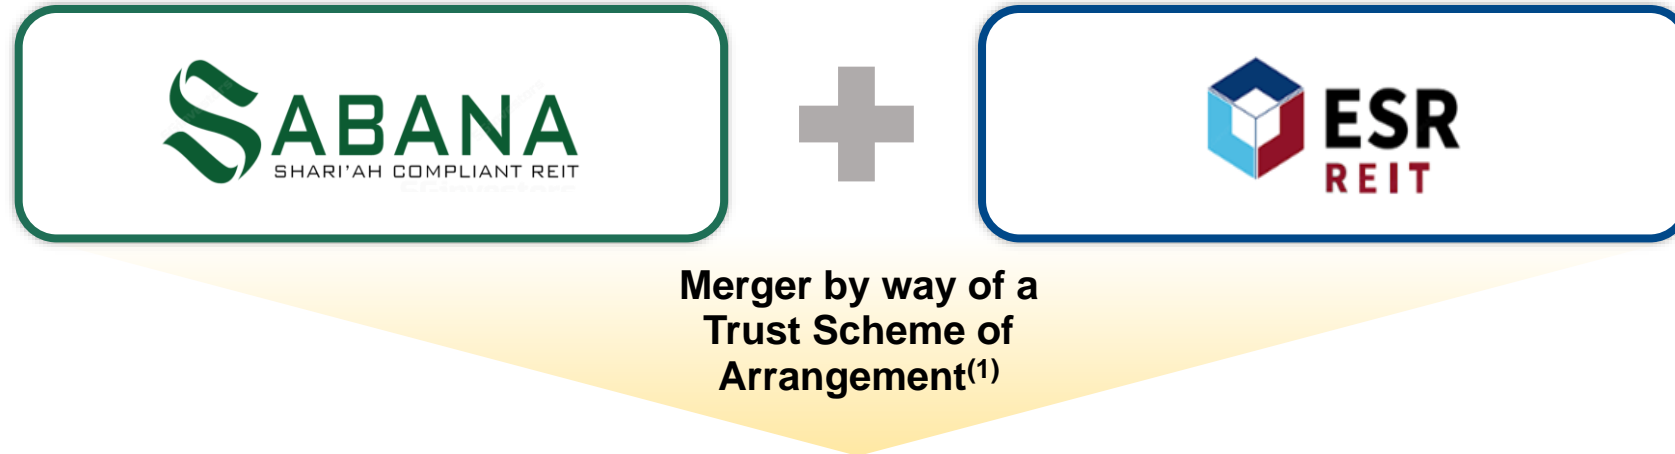 SABANA
SHARI'AH COMPLIANT REIT
ESR
REIT
Merger by way of a
Trust Scheme of
Arrangement(1)